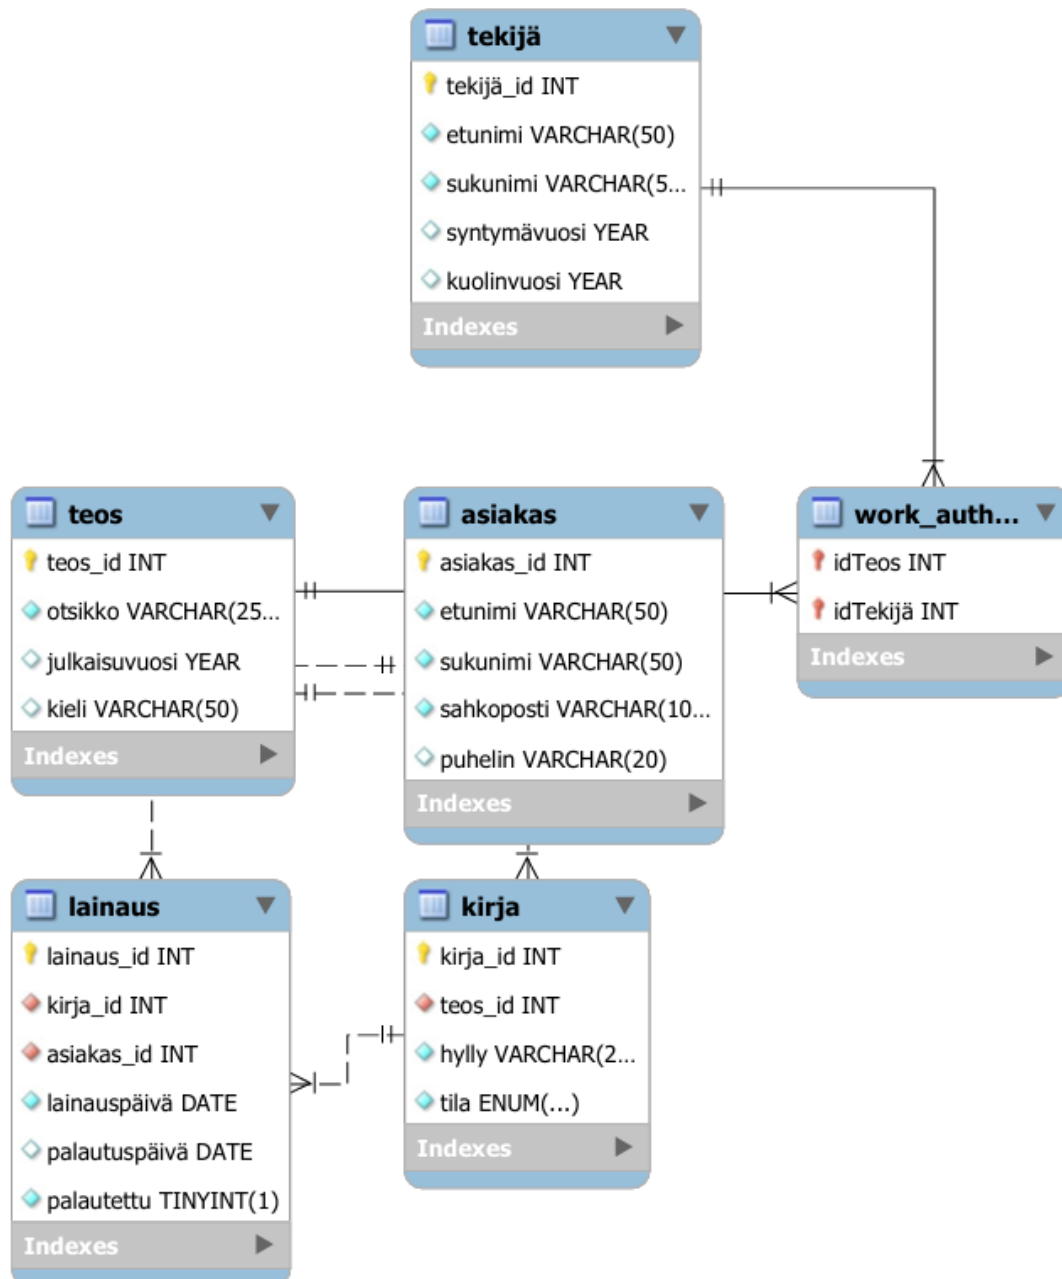 tekijä
tekijä_id INT
etunimi VARCHAR(50)
sukunimi VARCHAR(5...
syntymävuosi YEAR
kuolinvuosi YEAR
Indexes
teos
teos_id INT
otsikko VARCHAR(25...
julkaisuvuosi YEAR
kieli VARCHAR(50)
Indexes
asiakas
asiakas_id INT
etunimi VARCHAR(50)
sukunimi VARCHAR(50)
sahkoposti VARCHAR(10...
puhelin VARCHAR(20)
Indexes
work_auth...
idTeos INT
idTekijä INT
Indexes
lainaus
lainaus_id INT
kirja_id INT
asiakas_id INT
lainauspäivä DATE
palautuspäivä DATE
palautettu TINYINT(1)
Indexes
kirja
kirja_id INT
teos_id INT
hylly VARCHAR(2...
tila ENUM(...)
Indexes